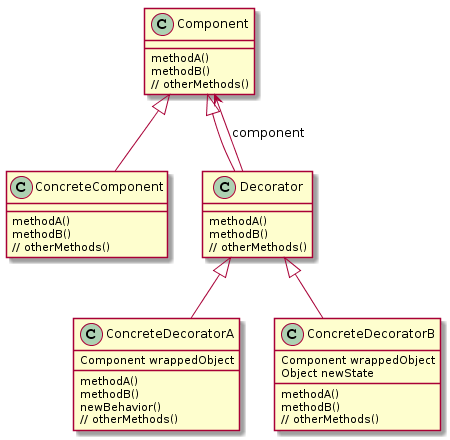 C Component
methodA()
methodB()
// otherMethods()
component
C ConcreteComponent
methodA()
methodB()
// otherMethods()
C Decorator
methodA()
methodB()
// otherMethods()
C ConcreteDecoratorA
Component wrappedObject
methodA()
methodB()
newBehavior()
// otherMethods()
C ConcreteDecoratorB
Component wrappedObject
Object newState
methodA()
methodB()
// otherMethods()